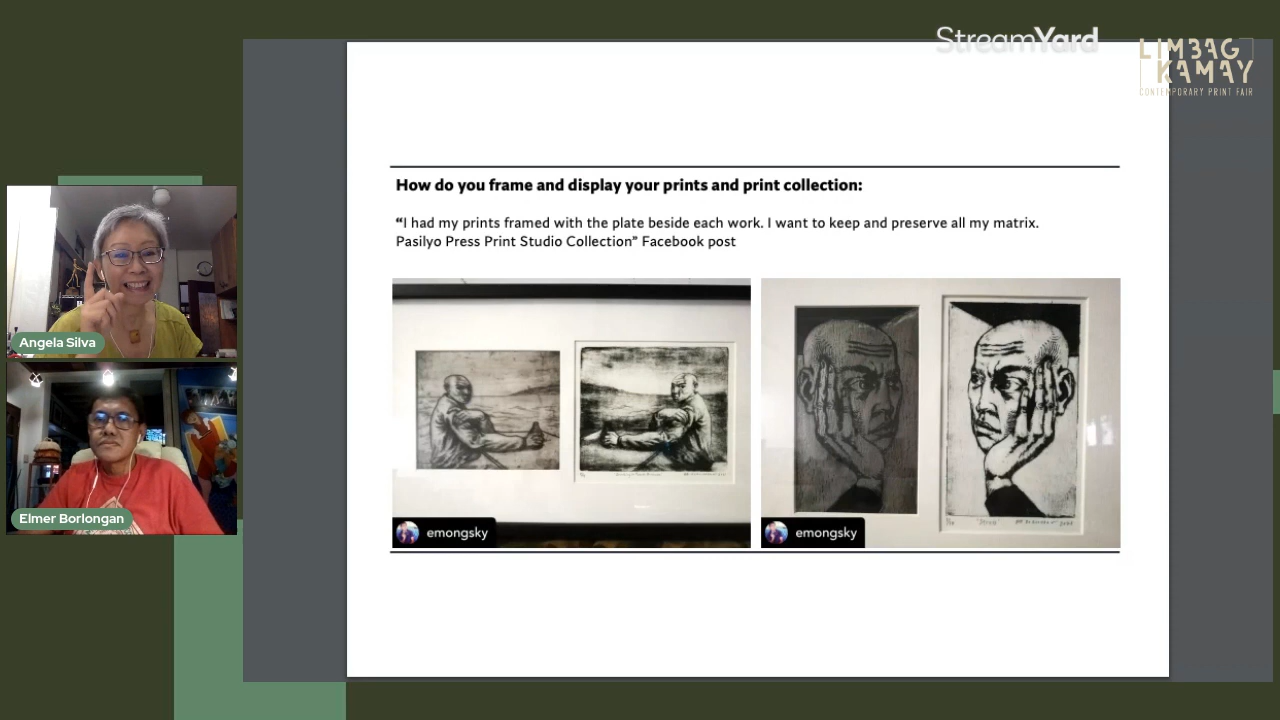 StreamYard
LIMBAG
KAMAY
CONTEMPORARY PRINT FAIR
How do you frame and display your prints and print collection:
“I had my prints framed with the plate beside each work. I want to keep and preserve all my matrix.
Pasilyo Press Print Studio Collection” Facebook post
Angela Silva
Elmer Borlongan
emongsky
emongsky